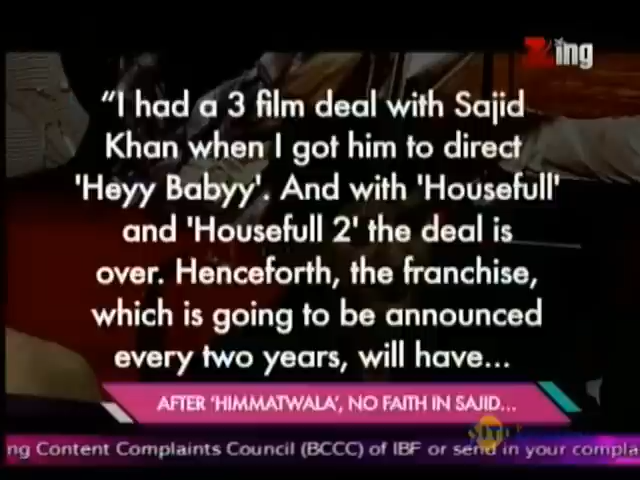 Zing
“I had a 3 film deal with Sajid
Khan when I got him to direct
'Heyy Babyy'. And with 'Housefull'
and 'Housefull 2' the deal is
over. Henceforth, the franchise,
which is going to be announced
every two years, will have...
AFTER ‘HIMMATWALA’, NO FAITH IN SAJID...
ng Content Complaints Council (BCCC) of IBF or send in your compla